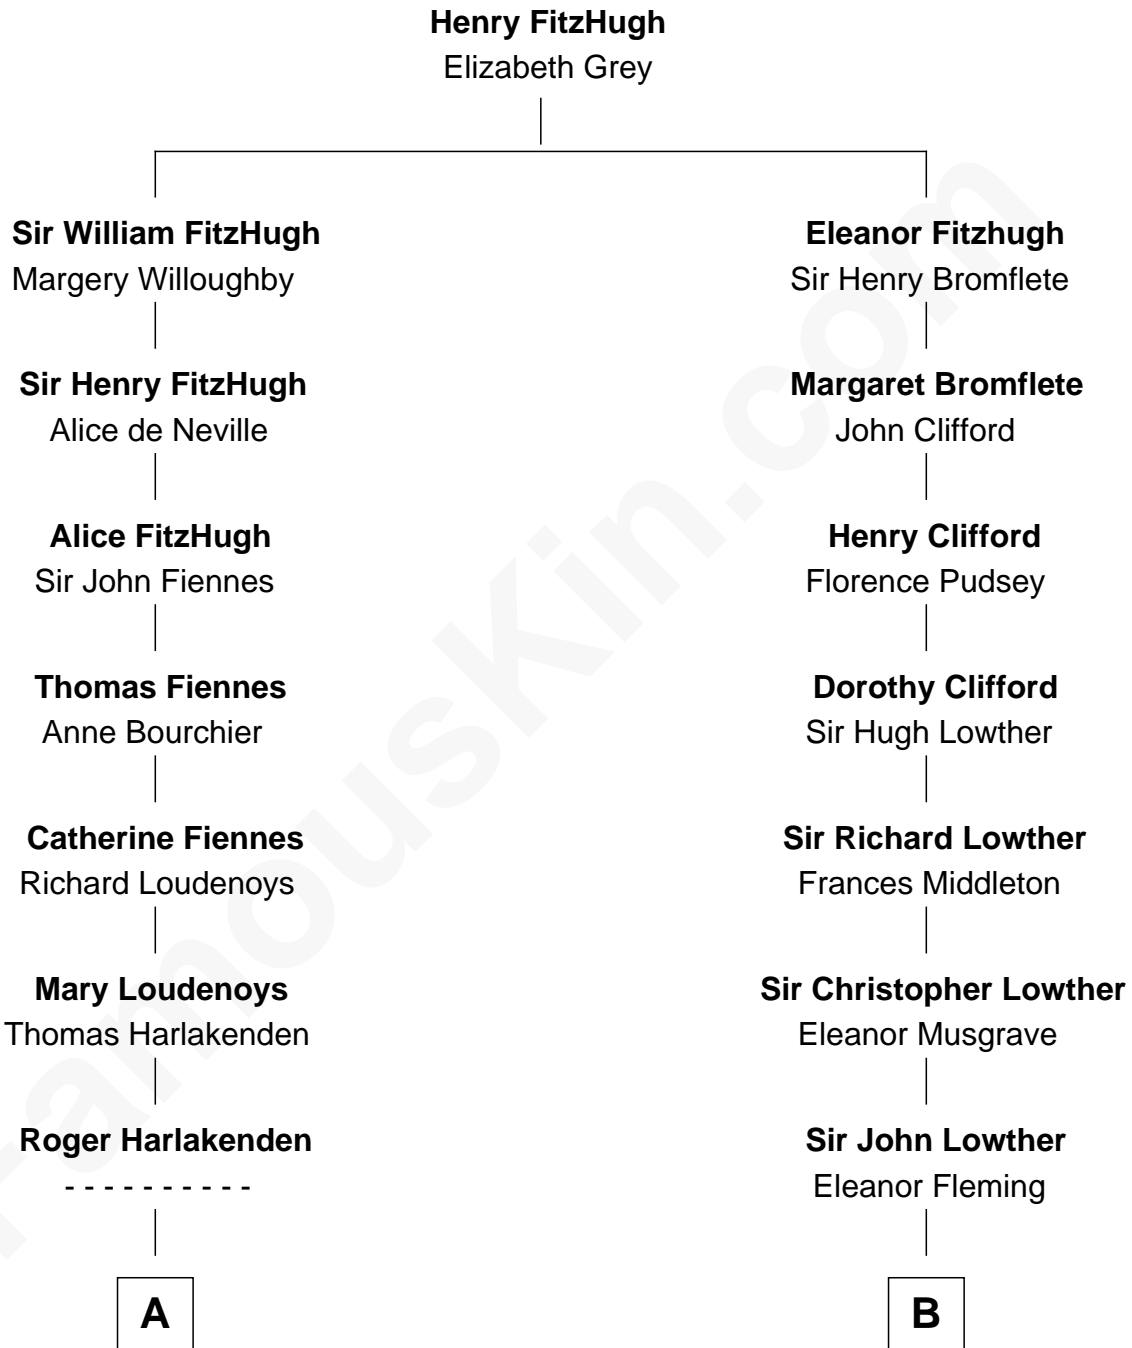 Henry FitzHugh
Elizabeth Grey
Sir William FitzHugh
Margery Willoughby
Eleanor Fitzhugh
Sir Henry Bromflete
Sir Henry FitzHugh
Alice de Neville
Margaret Bromflete
John Clifford
Alice FitzHugh
Sir John Fiennes
Henry Clifford
Florence Pudsey
Thomas Fiennes
Anne Bourchier
Dorothy Clifford
Sir Hugh Lowther
Catherine Fiennes
Richard Loudenoys
Sir Richard Lowther
Frances Middleton
Mary Loudenoys
Thomas Harlakenden
Sir Christopher Lowther
Eleanor Musgrave
Roger Harlakenden
- - - - - - - - - -
Sir John Lowther
Eleanor Fleming
A
B
FamousKin.com